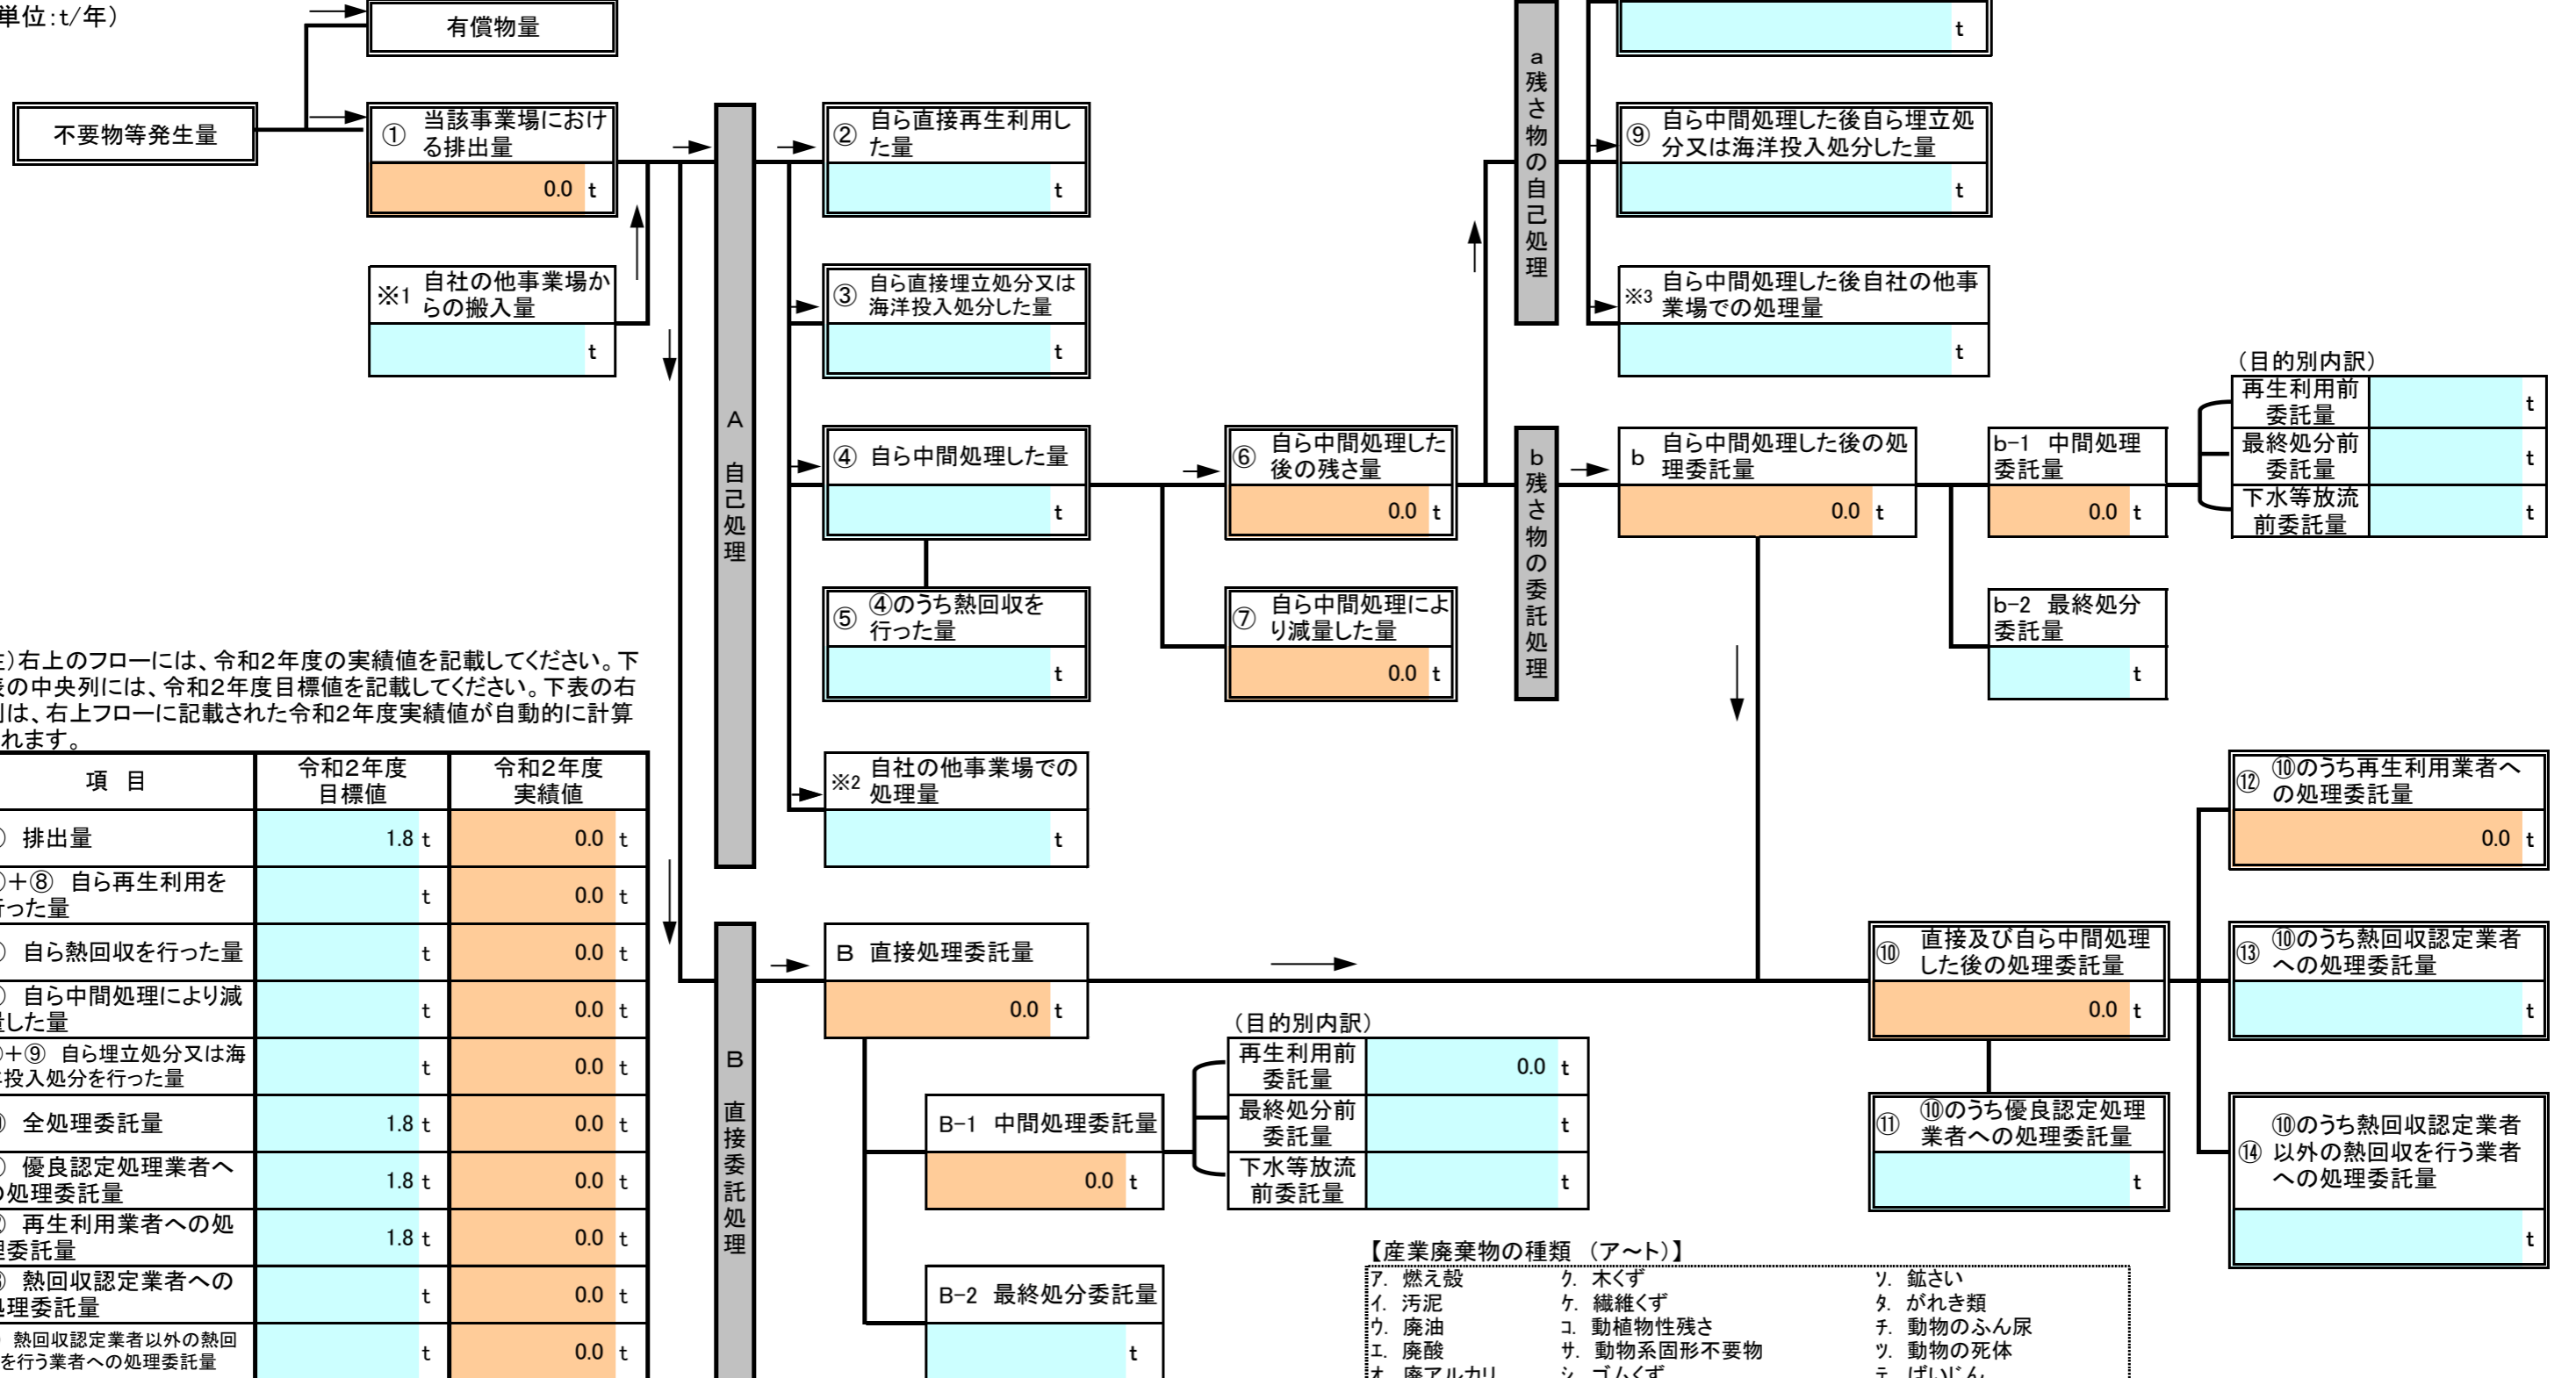 単位:t/年）
有償物量
不要物等発生量
① 当該事業場におけ
る排出量
0.0 t
※1 自社の他事業場か
らの搬入量
t
A 自己処理
② 自ら直接再生利用し
た量
t
③ 自ら直接埋立処分又は
海洋投入処分した量
t
④ 自ら中間処理した量
t
⑤ ④のうち熱回収を
行った量
t
※2 自社の他事業場での
処理量
t
⑥ 自ら中間処理した
後の残さ量
0.0 t
⑦ 自ら中間処理によ
り減量した量
0.0 t
a 残さ物の自己処理
t
⑨ 自ら中間処理した後自ら埋立処
分又は海洋投入処分した量
t
※3 自ら中間処理した後自社の他事
業場での処理量
t
b 残さ物の委託処理
b 自ら中間処理した後の処
理委託量
0.0 t
b-1 中間処理
委託量
0.0 t
（目的別内訳）
再生利用前
委託量
t
最終処分前
委託量
t
下水等放流
前委託量
t
b-2 最終処分
委託量
t
）右上のフローには、令和2年度の実績値を記載してください。下
表の中央列には、令和2年度目標値を記載してください。下表の右
列は、右上フローに記載された令和2年度実績値が自動的に計算
れます。
項 目
令和2年度
目標値
令和2年度
実績値
排出量 1.8 t 0.0 t
+⑧ 自ら再生利用を
行った量 t 0.0 t
自ら熱回収を行った量 t 0.0 t
自ら中間処理により減
量した量 t 0.0 t
+⑨ 自ら埋立処分又は海
洋投入処分を行った量 t 0.0 t
全処理委託量 1.8 t 0.0 t
優良認定処理業者へ
の処理委託量 1.8 t 0.0 t
再生利用業者への処
理委託量 1.8 t 0.0 t
熱回収認定業者への
処理委託量 t 0.0 t
熱回収認定業者以外の熱回
を行う業者への処理委託量 t 0.0 t
B 直接委託処理
B 直接処理委託量
0.0 t
B-1 中間処理委託量
0.0 t
（目的別内訳）
再生利用前
委託量
0.0 t
最終処分前
委託量
t
下水等放流
前委託量
t
B-2 最終処分委託量
t
⑩ 直接及び自ら中間処理
した後の処理委託量
0.0 t
⑪ ⑩のうち優良認定処理
業者への処理委託量
t
⑫ ⑩のうち再生利用業者へ
の処理委託量
0.0 t
⑬ ⑩のうち熱回収認定業者
への処理委託量
t
⑭ ⑩のうち熱回収認定業者
以外の熱回収を行う業者
への処理委託量
t
【産業廃棄物の種類 （ア～ト）】
ア. 燃え殻 ク. 木くず ソ. 鉱さい
イ. 汚泥 ケ. 繊維くず タ. がれき類
ウ. 廃油 コ. 動植物性残さ チ. 動物のふん尿
エ. 廃酸 サ. 動物系固形不要物 ツ. 動物の死体
オ. 廃アルカリ シ. ゴムくず テ. ばいじん